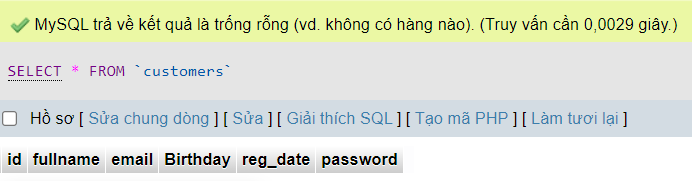 MySQL trả về kết quả là trống rỗng (vd. không có hàng nào). (Truy vấn cần 0,0029 giây.)
SELECT * FROM `customers`
Hồ sơ [ Sửa chung dòng ] [ Sửa ] [ Giải thích SQL ] [ Tạo mã PHP ] [ Làm tươi lại ]
id fullname email Birthday reg_date password